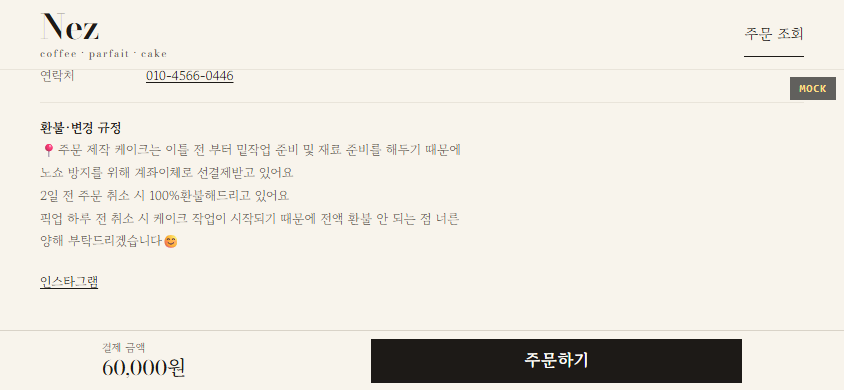 Nez
coffee · parfait · cake
주문 조회
연락처 010-4566-0446
MOCK
환불·변경 규정
📍주문 제작 케이크는 이틀 전 부터 밑작업 준비 및 재료 준비를 해두기 때문에
노쇼 방지를 위해 계좌이체로 선결제받고 있어요
2일 전 주문 취소 시 100%환불해드리고 있어요
픽업 하루 전 취소 시 케이크 작업이 시작되기 때문에 전액 환불 안 되는 점 너른
양해 부탁드리겠습니다😊
인스타그램
결제 금액
60,000원
주문하기